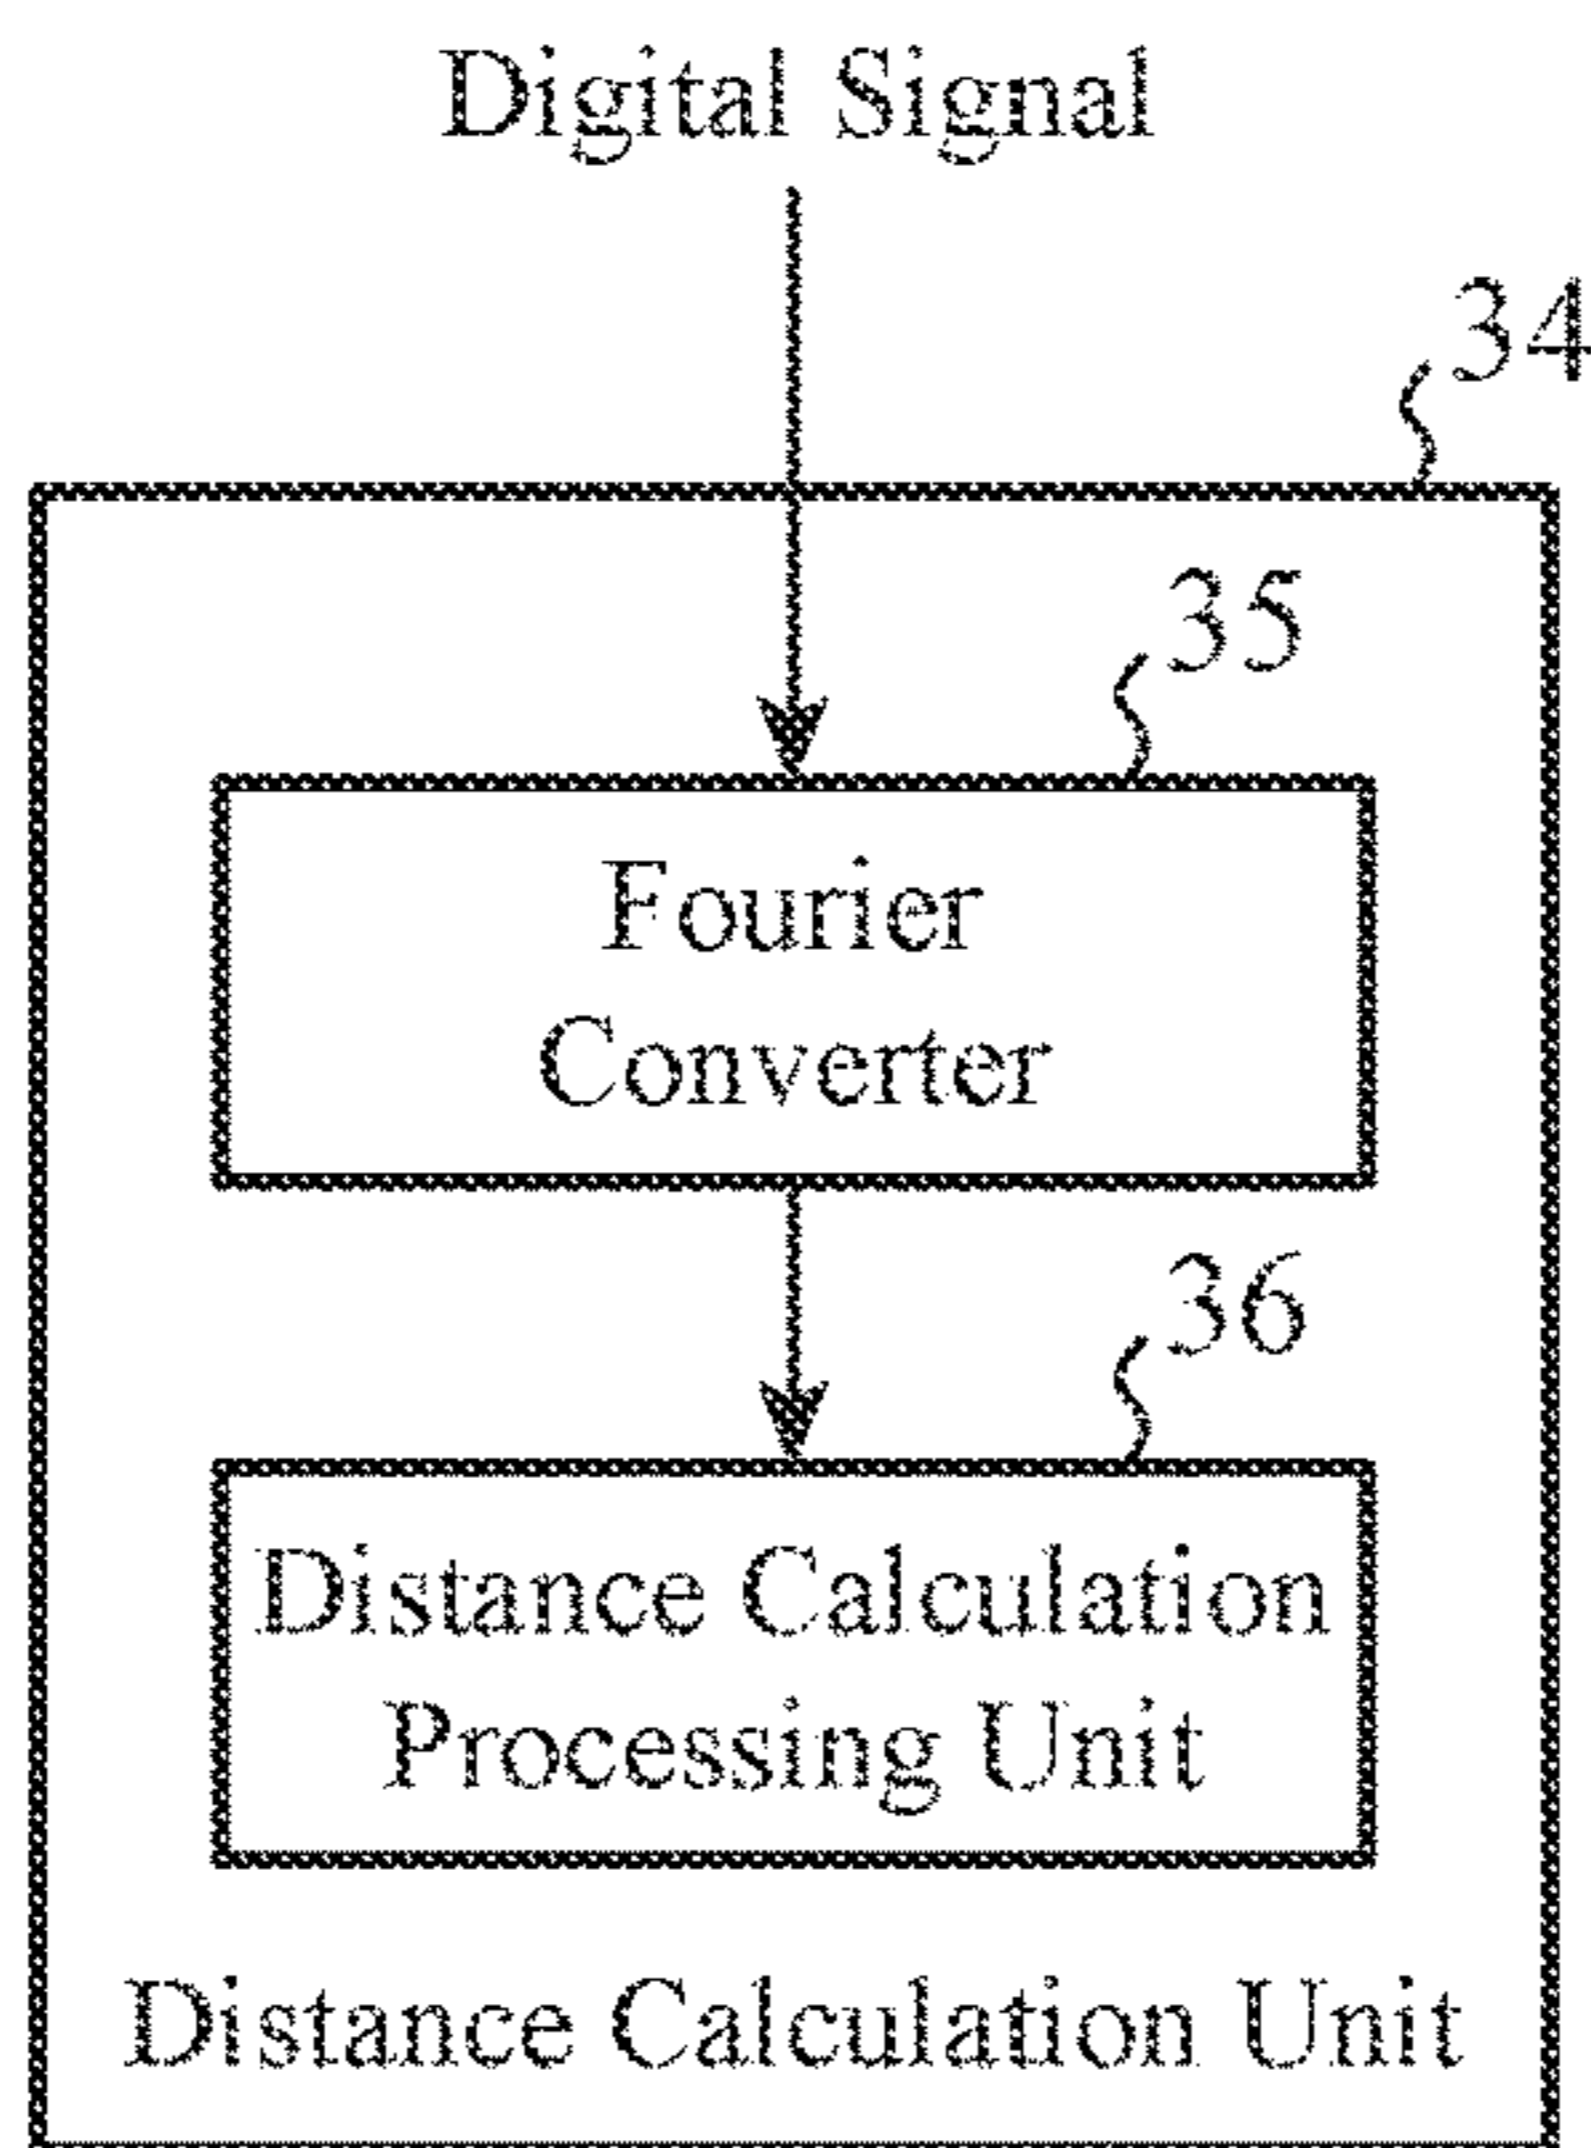 Digital Signal
34
35
Fourier
Converter
36
Distance Calculation
Processing Unit
Distance Calculation Unit